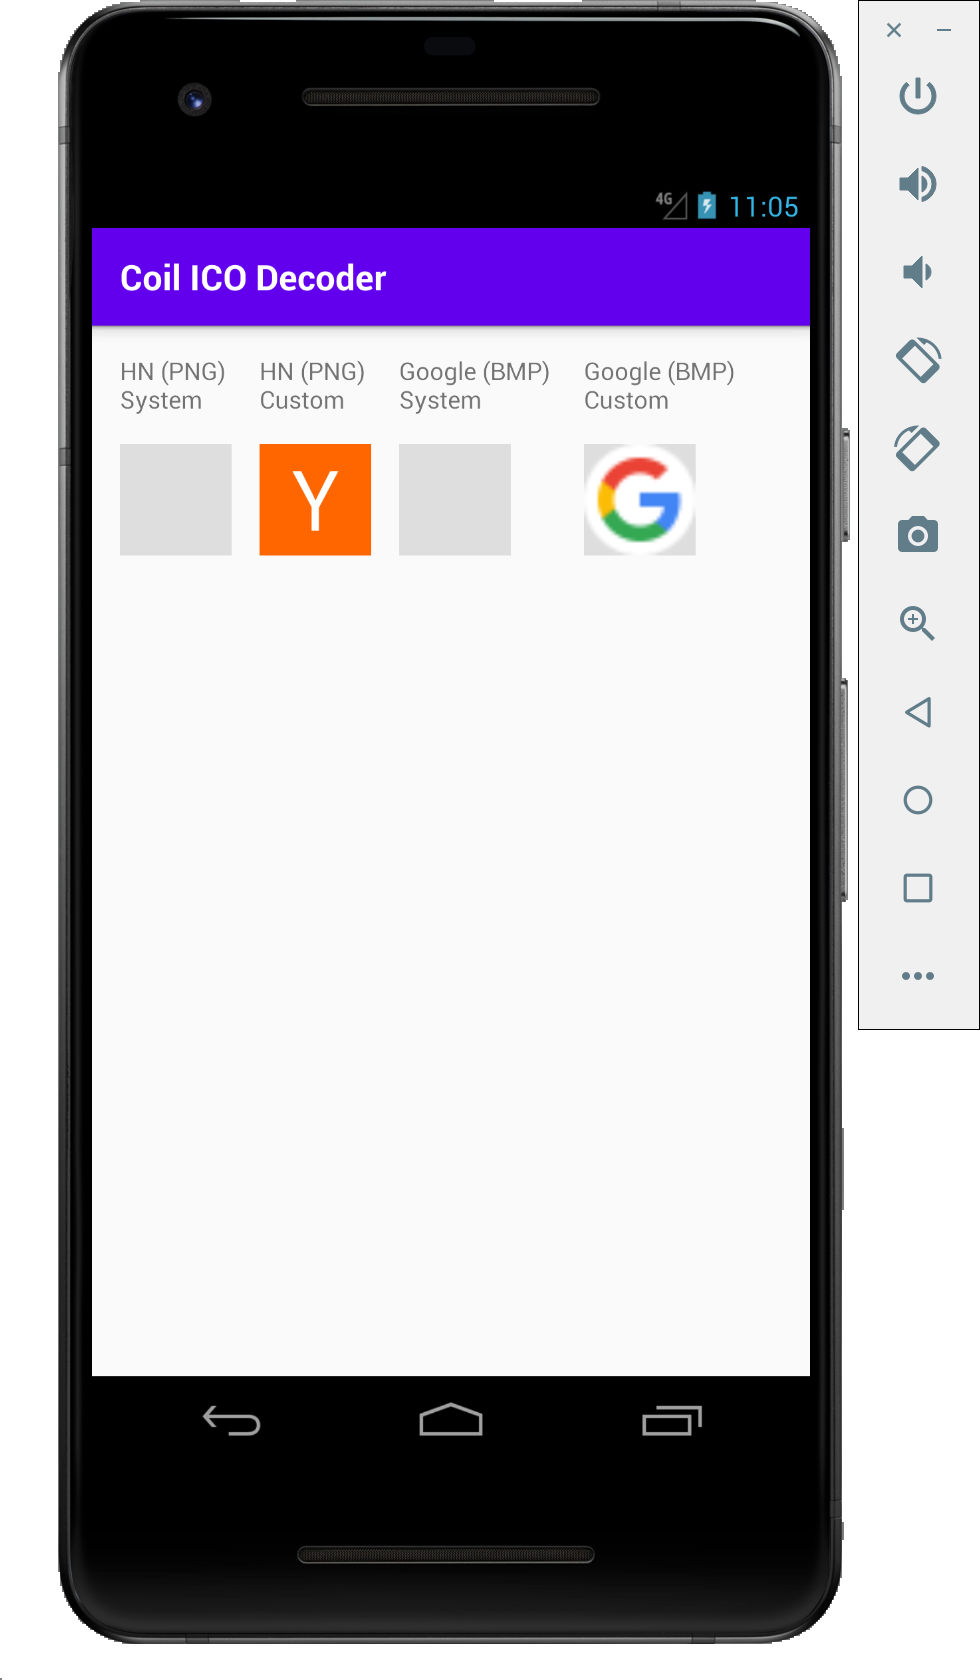 4G 11:05
Coil ICO Decoder
HN (PNG) HN (PNG) Google (BMP) Google (BMP)
System Custom System Custom
Y G